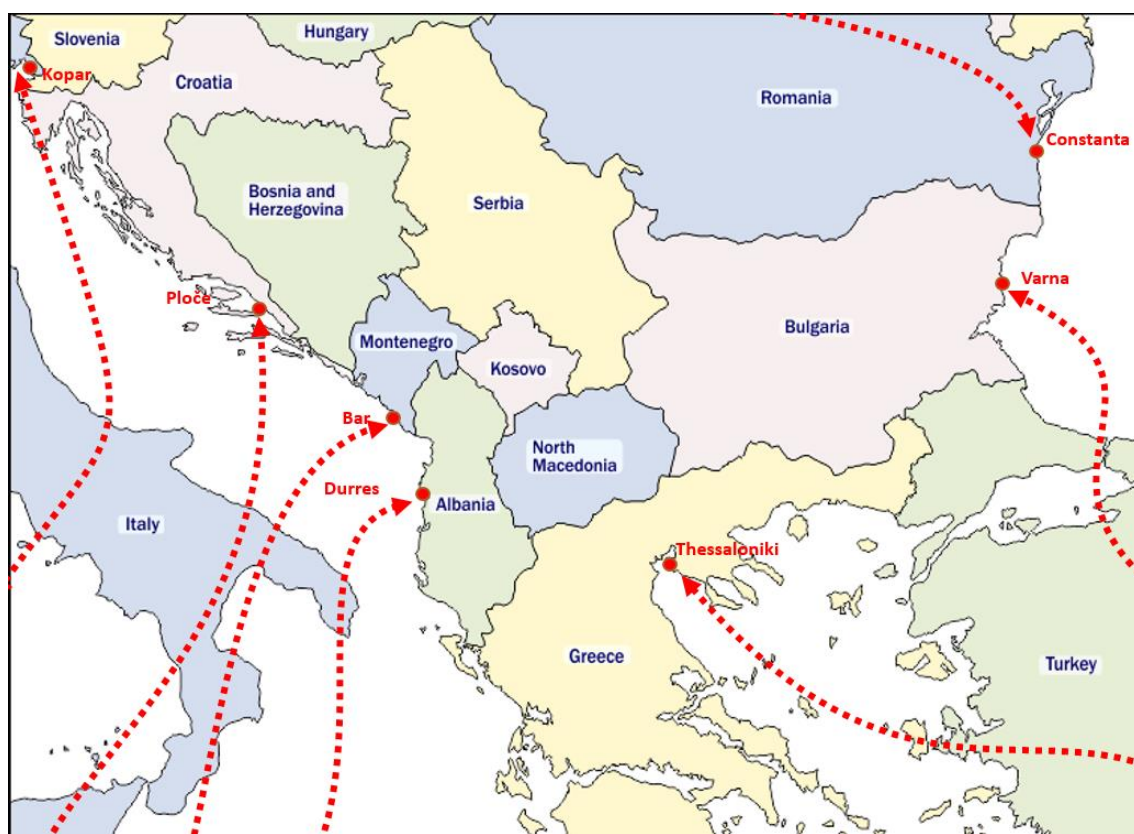 Slovenia
Hungary
Kopar
Croatia
Romania
Constanta
Bosnia and
Herzegovina
Serbia
Varna
Ploče
Bulgaria
Montenegro
Kosovo
Bar
North
Macedonia
Durres
Albania
Italy
Thessaloniki
Greece
Turkey